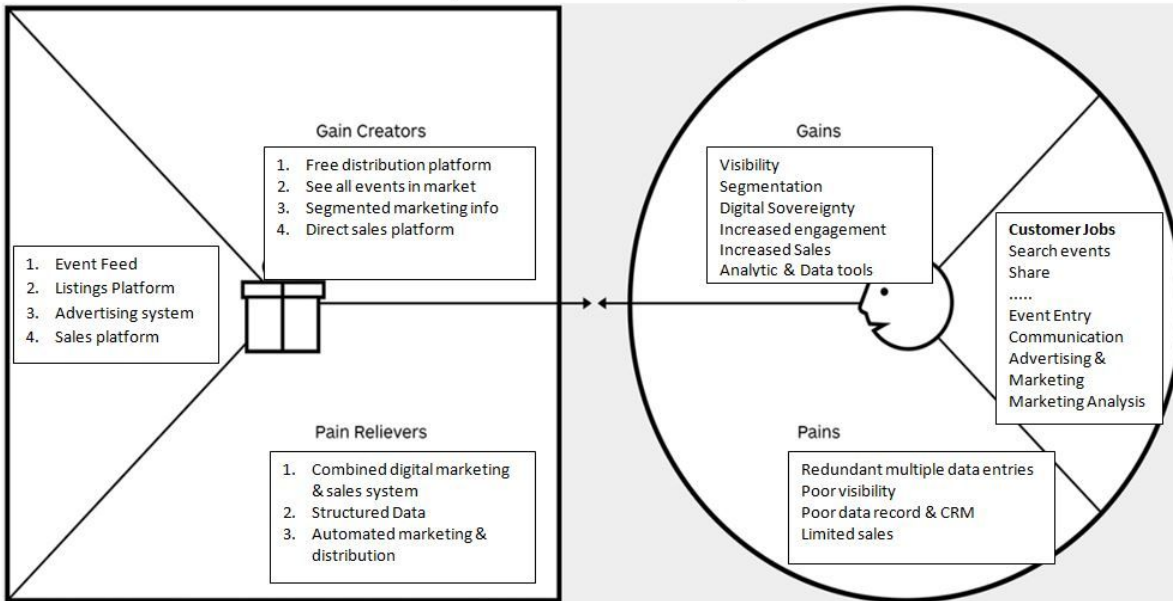 Gain Creators
1. Free distribution platform
2. See all events in market
3. Segmented marketing info
4. Direct sales platform
1. Event Feed
2. Listings Platform
3. Advertising system
4. Sales platform
Pain Relievers
1. Combined digital marketing
& sales system
2. Structured Data
3. Automated marketing &
distribution
Gains
Visibility
Segmentation
Digital Sovereignty
Increased engagement
Increased Sales
Analytic & Data tools
Customer Jobs
Search events
Share
.....
Event Entry
Communication
Advertising &
Marketing
Marketing Analysis
Pains
Redundant multiple data entries
Poor visibility
Poor data record & CRM
Limited sales